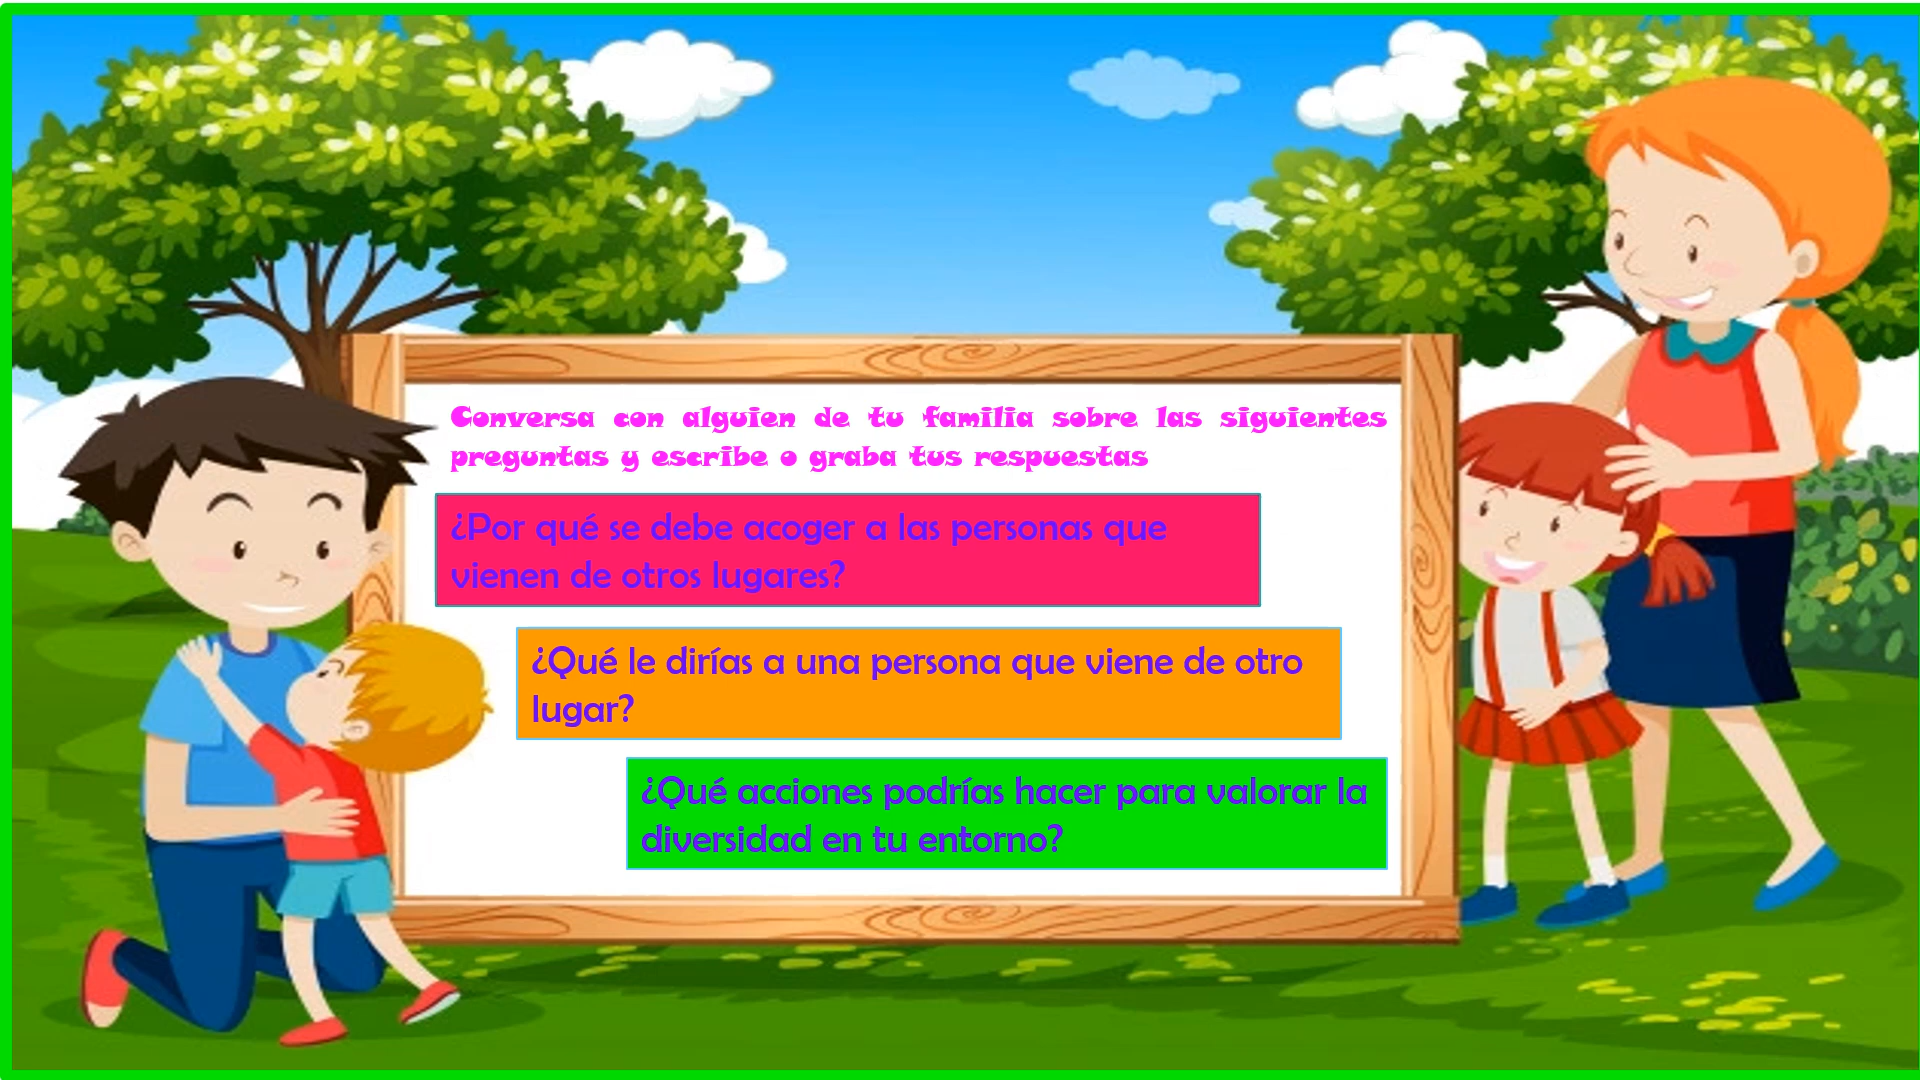 Conversa con alguien de tu familia sobre las siguientes
preguntas y escribe o graba tus respuestas
¿Por qué se debe acoger a las personas que
vienen de otros lugares?
¿Qué le dirías a una persona que viene de otro
lugar?
¿Qué acciones podrías hacer para valorar la
diversidad en tu entorno?